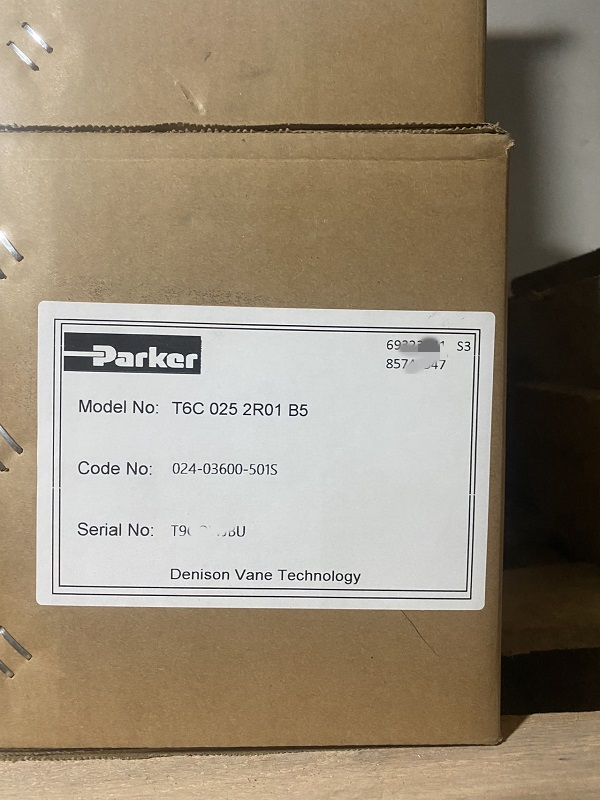 Parker
S3
Model No: T6C 025 2R01 B5
Code No: 024-03600-501S
Serial No:
Denison Vane Technology